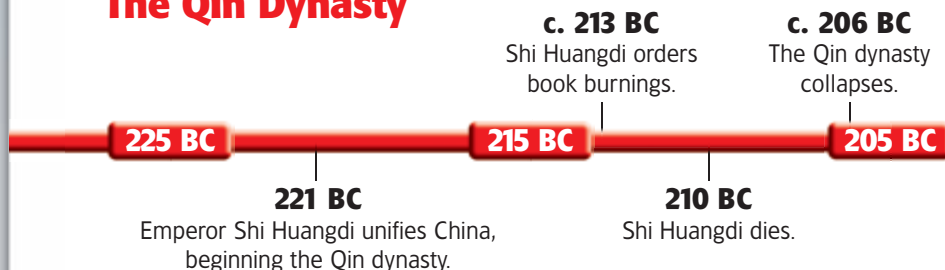 The Qin Dynasty
c. 213 BC
Shi Huangdi orders
book burnings.
c. 206 BC
The Qin dynasty
collapses.
225 BC
215 BC
205 BC
221 BC
Emperor Shi Huangdi unifies China,
beginning the Qin dynasty.
210 BC
Shi Huangdi dies.